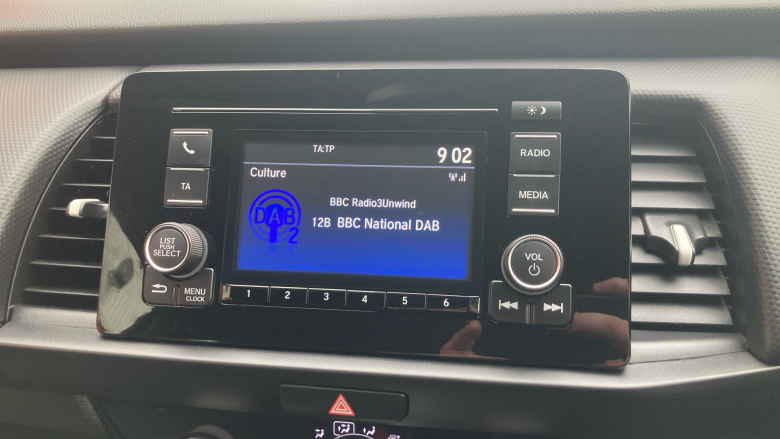 TA:TP
9 02
Culture
BBC Radio3Unwind
12B BBC National DAB
DAB
2
TA
LIST
PUSH
SELECT
MENU
CLOCK
1 2 3 4 5 6
RADIO
MEDIA
VOL